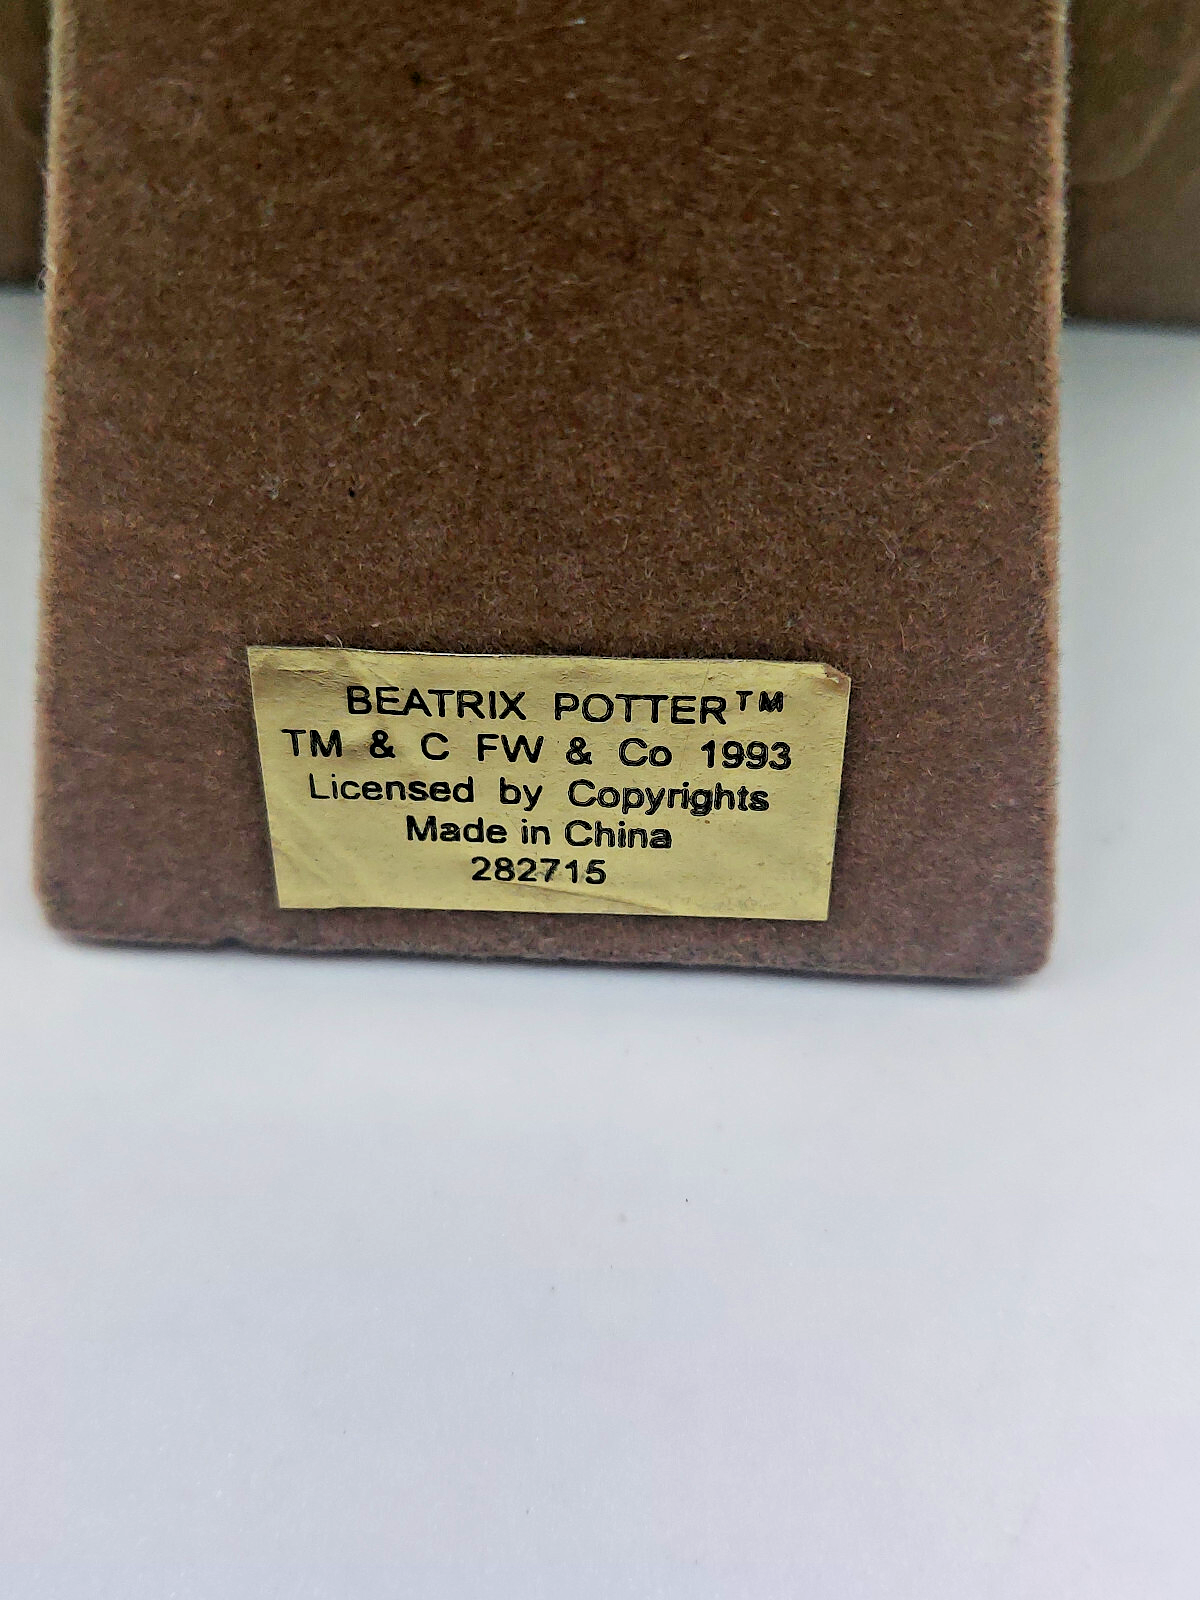 BEATRIX POTTER™
TM & C FW & Co 1993
Licensed by Copyrights
Made in China
282715